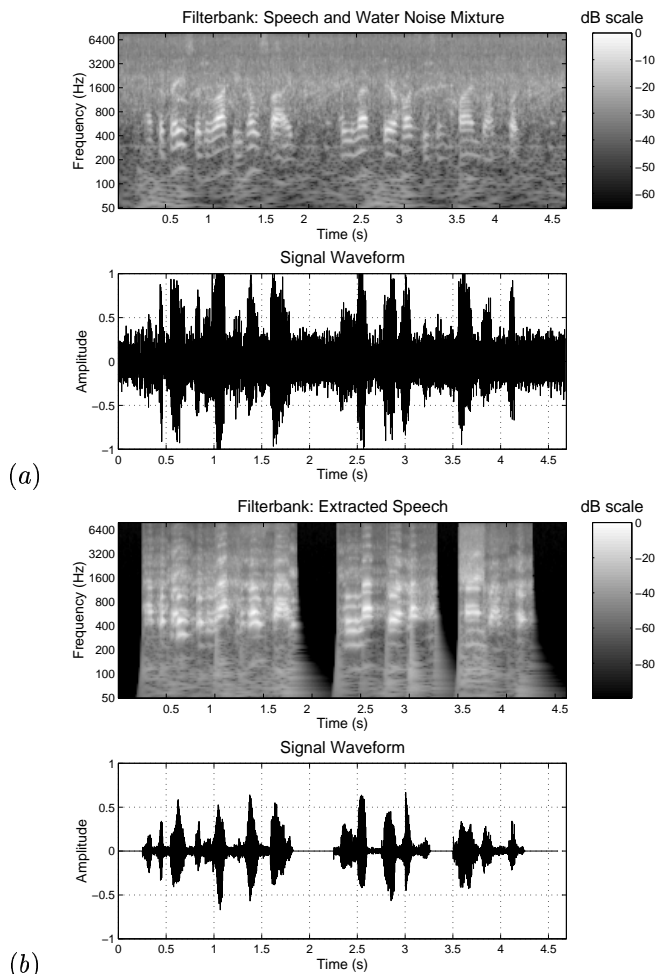 Filterbank: Speech and Water Noise Mixture
dB scale
Frequency (Hz)
6400
3200
1600
800
400
200
100
50
0.5 1 1.5 2 2.5 3 3.5 4 4.5
Time (s)
0
−10
−20
−30
−40
−50
−60
Signal Waveform
Amplitude
1
0.5
0
−0.5
−1
0 0.5 1 1.5 2 2.5 3 3.5 4 4.5
Time (s)
(a)
Filterbank: Extracted Speech
dB scale
Frequency (Hz)
6400
3200
1600
800
400
200
100
50
0.5 1 1.5 2 2.5 3 3.5 4 4.5
Time (s)
0
−20
−40
−60
−80
Signal Waveform
Amplitude
1
0.5
0
−0.5
−1
0 0.5 1 1.5 2 2.5 3 3.5 4 4.5
Time (s)
(b)